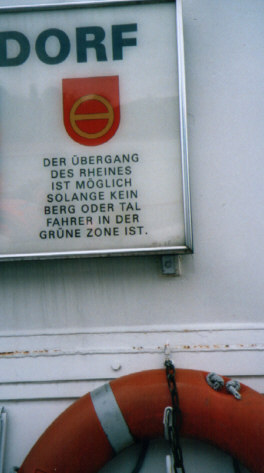 DORF
DER ÜBERGANG
DES RHEINES
IST MÖGLICH
SOLANGE KEIN
BERG ODER TAL
FAHRER IN DER
GRÜNE ZONE IST.